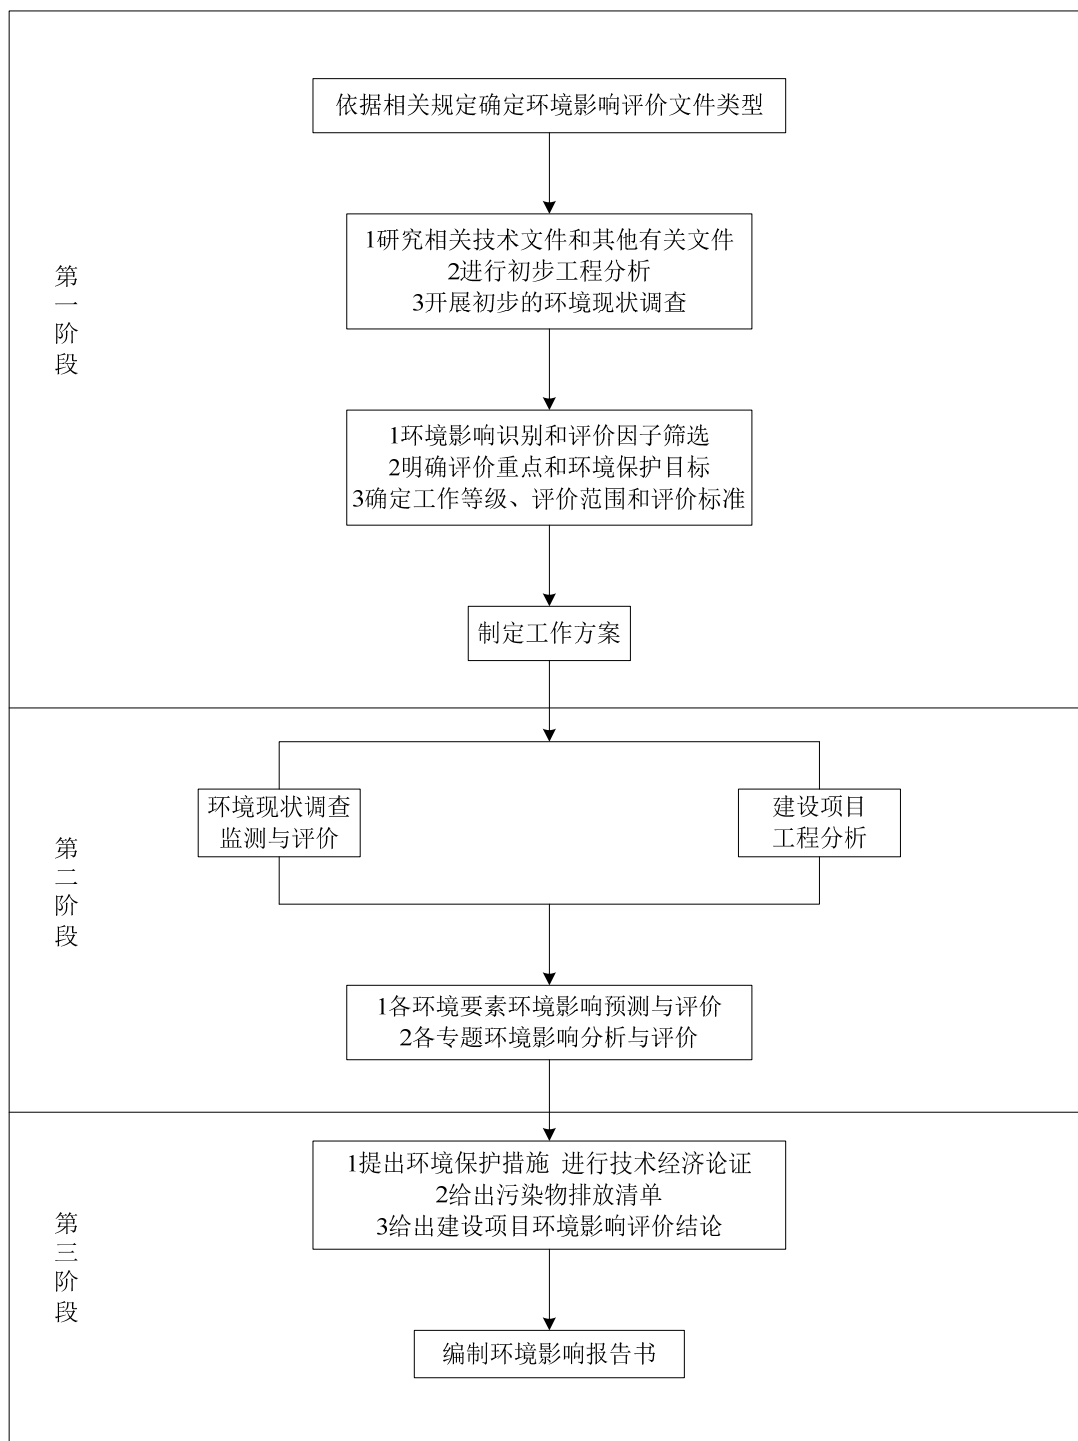 依据相关规定确定环境影响评价文件类型
1研究相关技术文件和其他有关文件
2进行初步工程分析
3开展初步的环境现状调查
第一阶段
1环境影响识别和评价因子筛选
2明确评价重点和环境保护目标
3确定工作等级、评价范围和评价标准
制定工作方案
环境现状调查
监测与评价
建设项目
工程分析
第二阶段
1各环境要素环境影响预测与评价
2各专题环境影响分析与评价
1提出环境保护措施 进行技术经济论证
2给出污染物排放清单
3给出建设项目环境影响评价结论
第三阶段
编制环境影响报告书